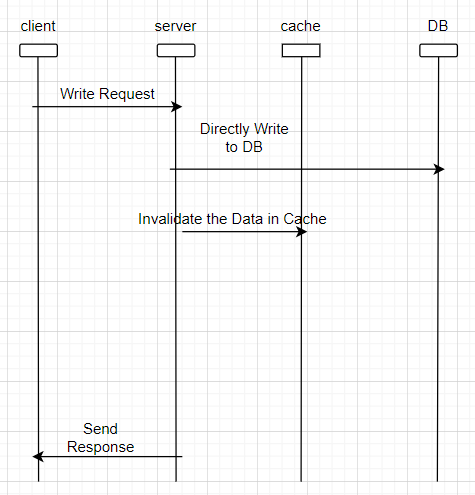 client server cache DB
Write Request
Directly Write
to DB
Invalidate the Data in Cache
Send
Response